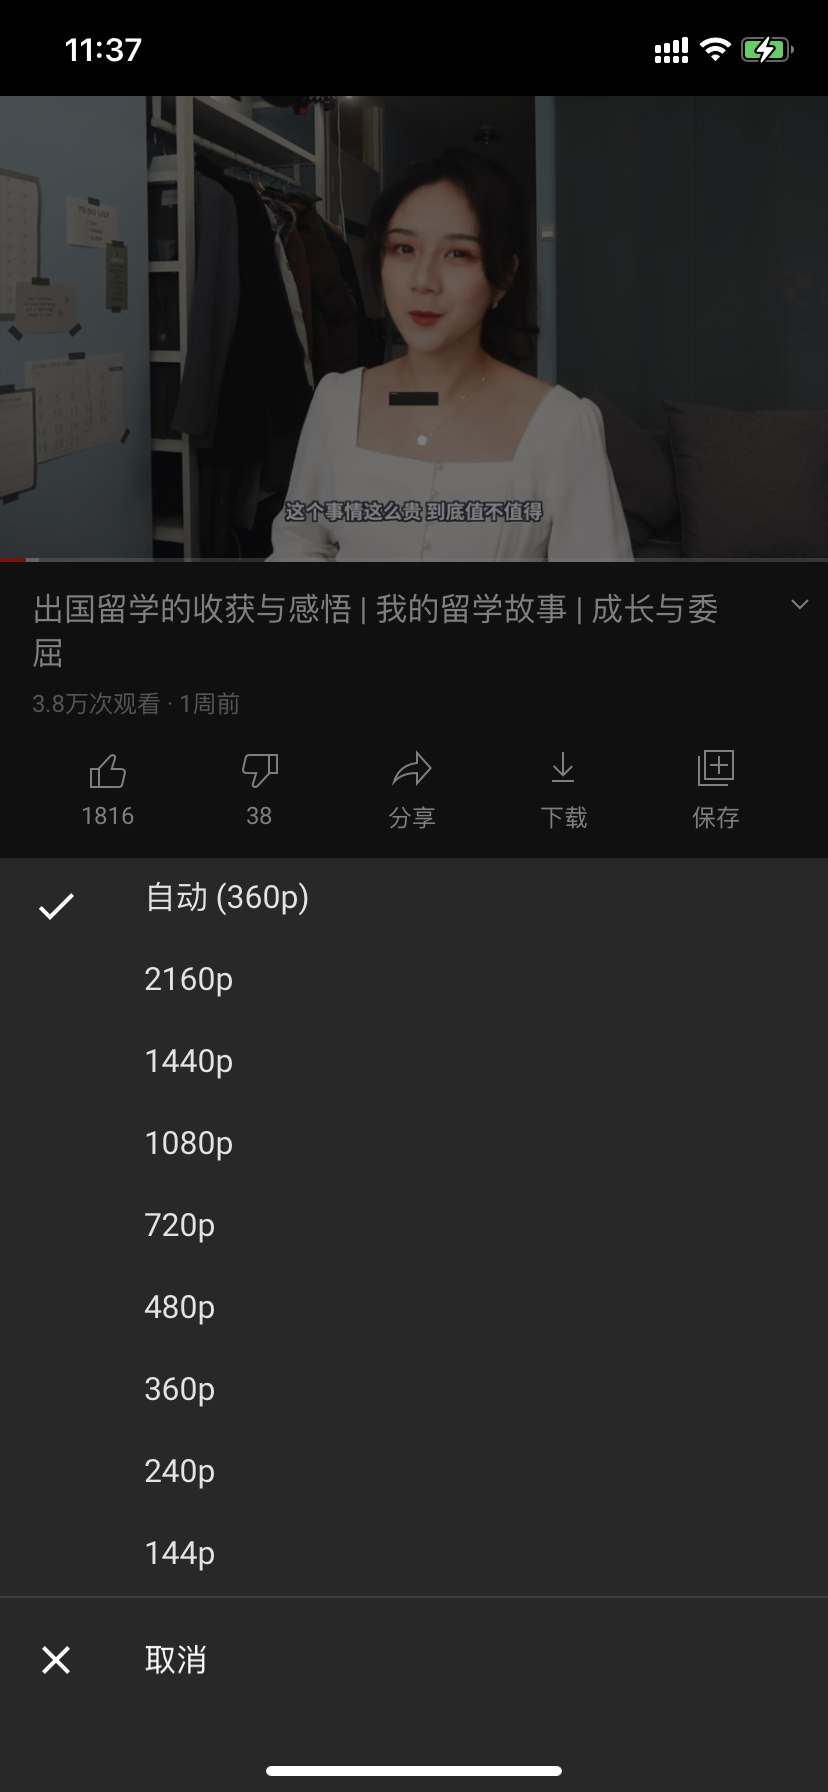 11:37
TO DO LIST
这个事情这么贵 到底值不值得
出国留学的收获与感悟 | 我的留学故事 | 成长与委
屈
3.8万次观看 · 1周前
1816
38
分享
下载
保存
自动 (360p)
2160p
1440p
1080p
720p
480p
360p
240p
144p
取消